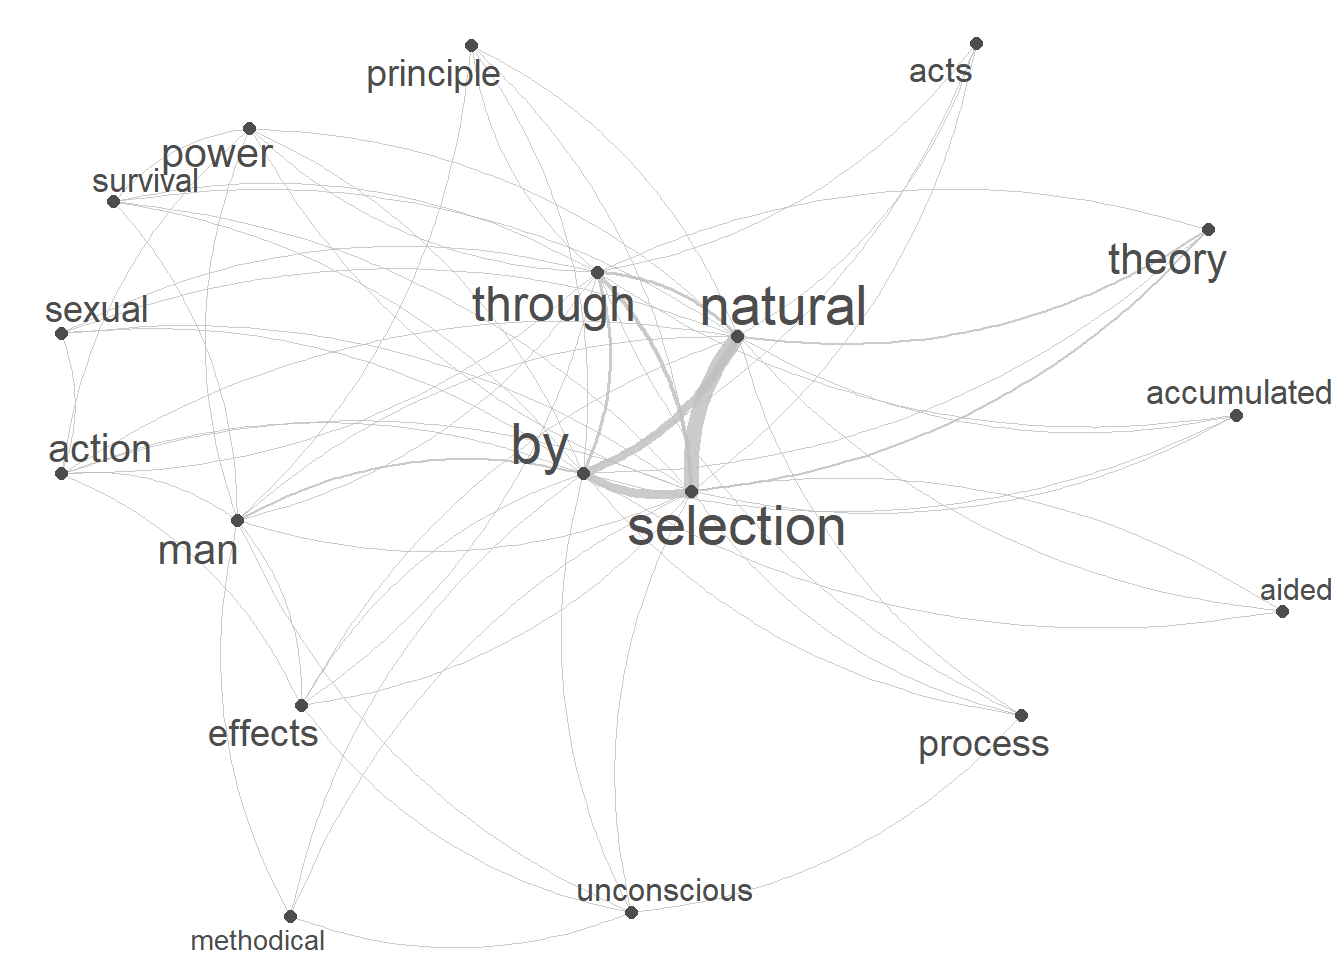 principle
acts
power
survival
theory
through
natural
sexual
accumulated
by
action
selection
man
aided
effects
process
unconscious
methodical